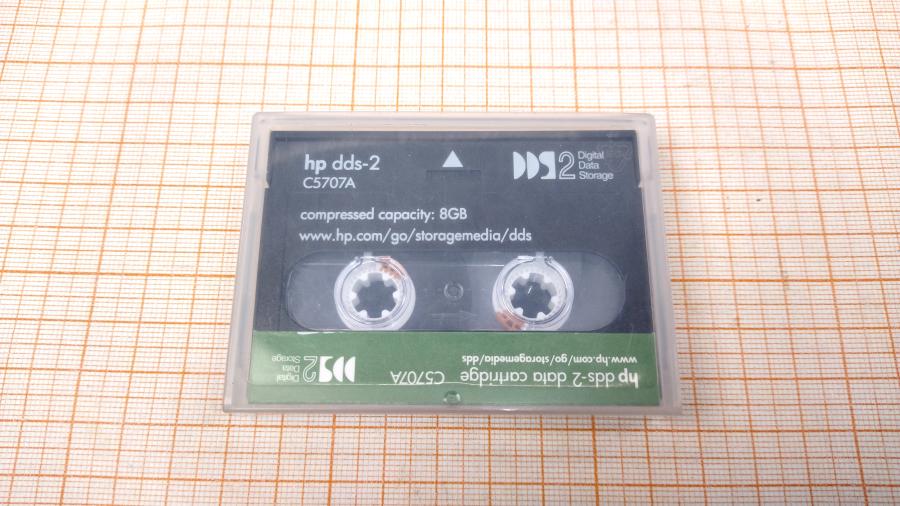 hp dds-2
C5707A
DDS2 Digital
Data
Storage
compressed capacity: 8GB
www.hp.com/go/storagemedia/dds
hp dds-2 data cartridge C5707A
www.hp.com/go/storagemedia/dds
DDS2 Digital
Data
Storage